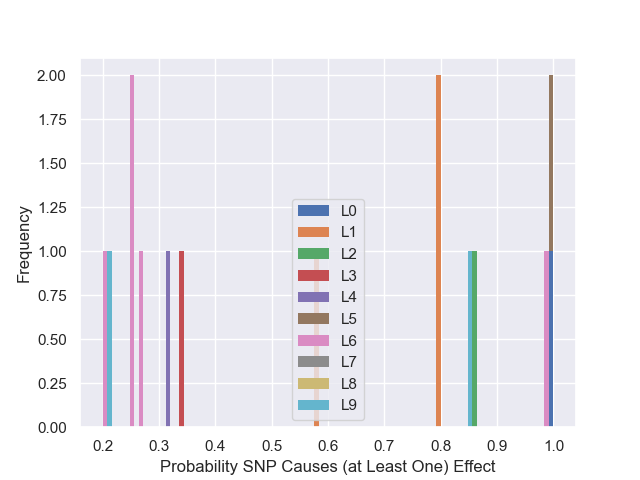 2.00
1.75
1.50
1.25
1.00
0.75
0.50
0.25
0.00
Frequency
L0
L1
L2
L3
L4
L5
L6
L7
L8
L9
0.2 0.3 0.4 0.5 0.6 0.7 0.8 0.9 1.0
Probability SNP Causes (at Least One) Effect